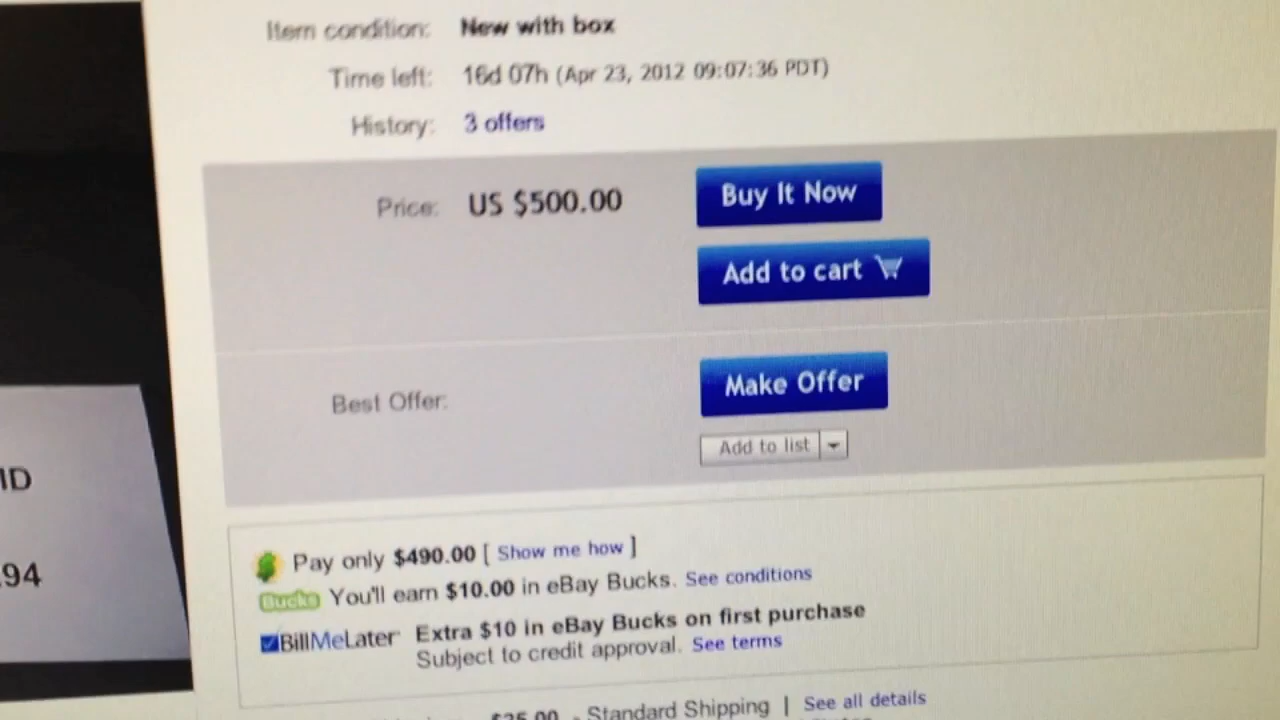 Item condition: New with box
Time left: 16d 07h (Apr 23, 2012 09:07:36 PDT)
History: 3 offers
Price: US $500.00
Buy It Now
Add to cart
Best Offer:
Make Offer
Add to list
ID
.94
Pay only $490.00 [ Show me how ]
Bucks You'll earn $10.00 in eBay Bucks. See conditions
BillMeLater Extra $10 in eBay Bucks on first purchase
Subject to credit approval. See terms
$25.00 - Standard Shipping | See all details